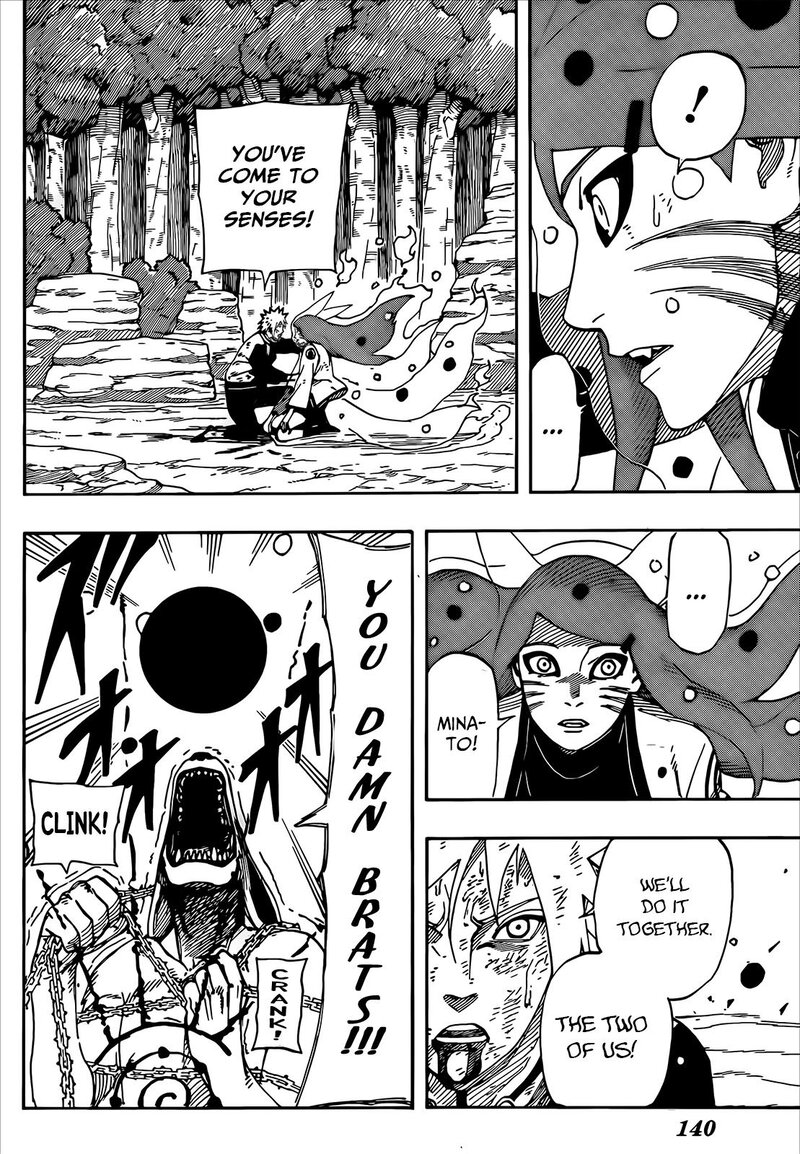 YOU'VE
COME TO
YOUR
SENSES!
!
...
...
MINA-
TO!
YOU DAMN BRATS!!!
CLINK!
CRANK!
WE'LL
DO IT
TOGETHER.
THE TWO
OF US!
140